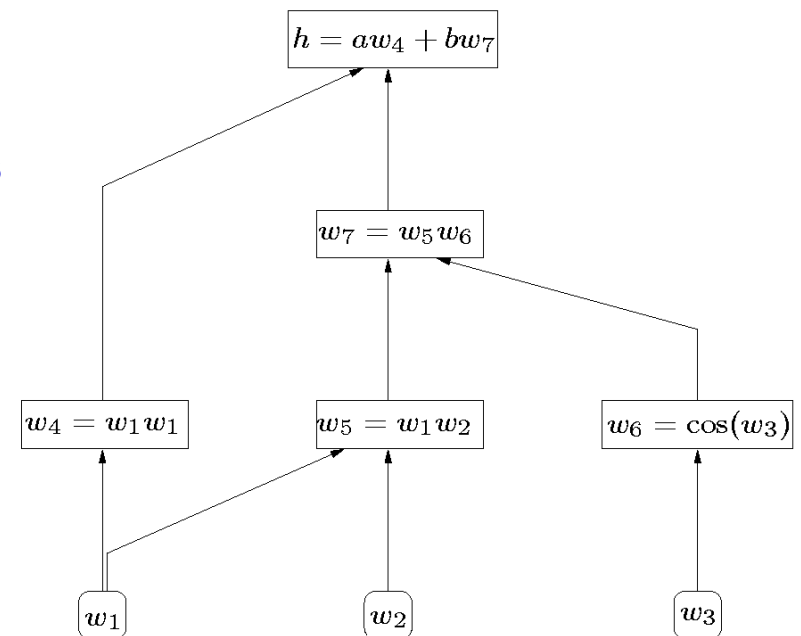 h = aw₄ + bw₇
w₇ = w₅w₆
w₄ = w₁w₁
w₅ = w₁w₂
w₆ = cos(w₃)
w₁
w₂
w₃